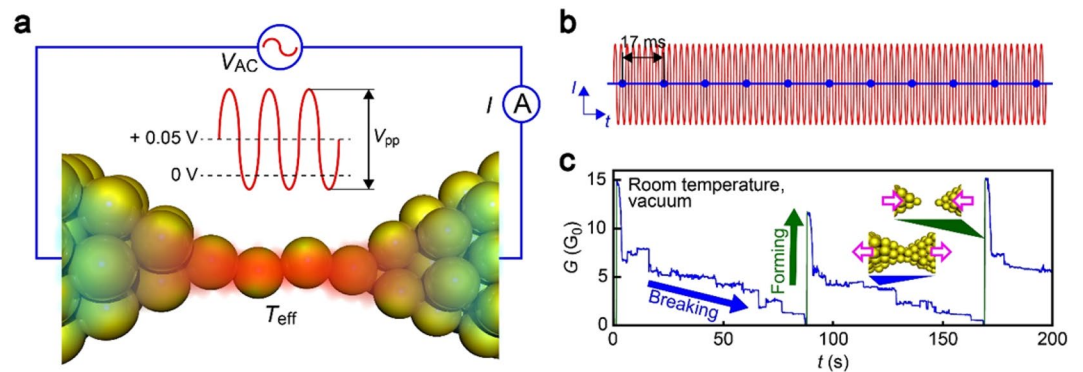 a
V_AC
I
A
+ 0.05 V
V_pp
0 V
T_eff
b
17 ms
I
t
c
15
Room temperature,
vacuum
10
G (G_0)
Forming
5
Breaking
0
0
50
100
150
200
t (s)